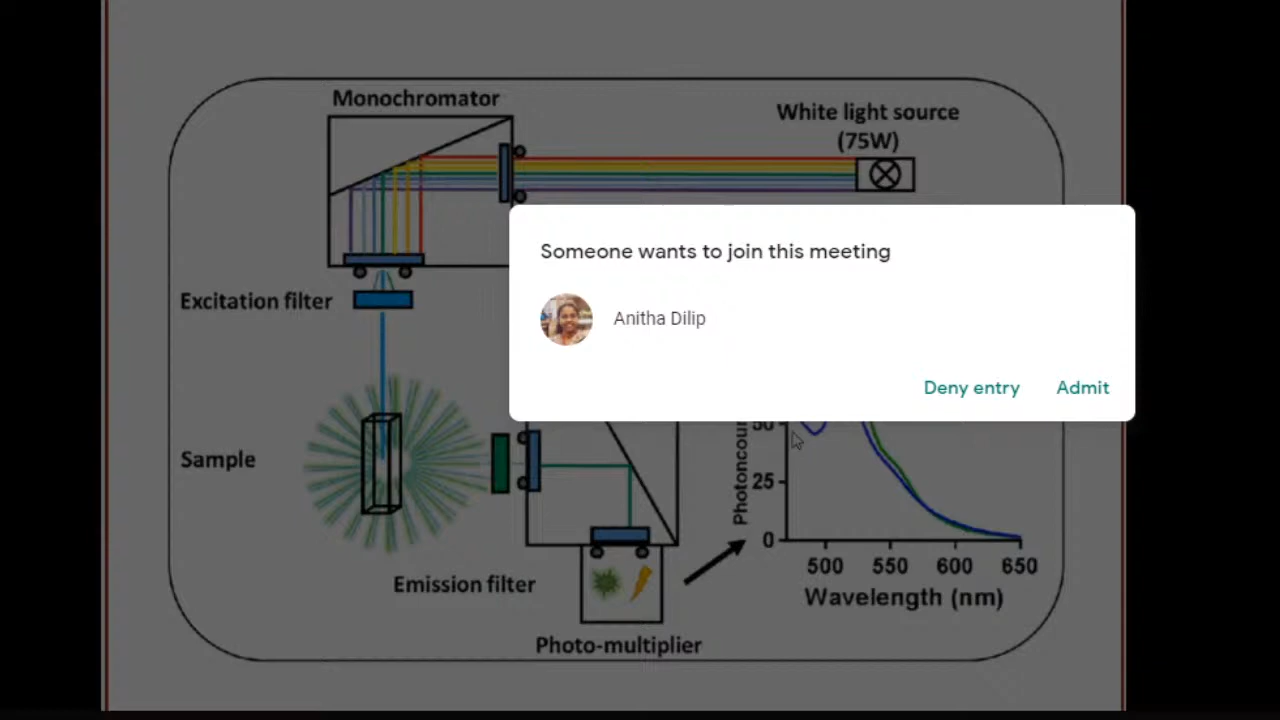 Monochromator
White light source
(75W)
Someone wants to join this meeting
Excitation filter
Anitha Dilip
Deny entry
Admit
50
Sample
25
Photocoun
0
500
550
600
650
Emission filter
Wavelength (nm)
Photo-multiplier